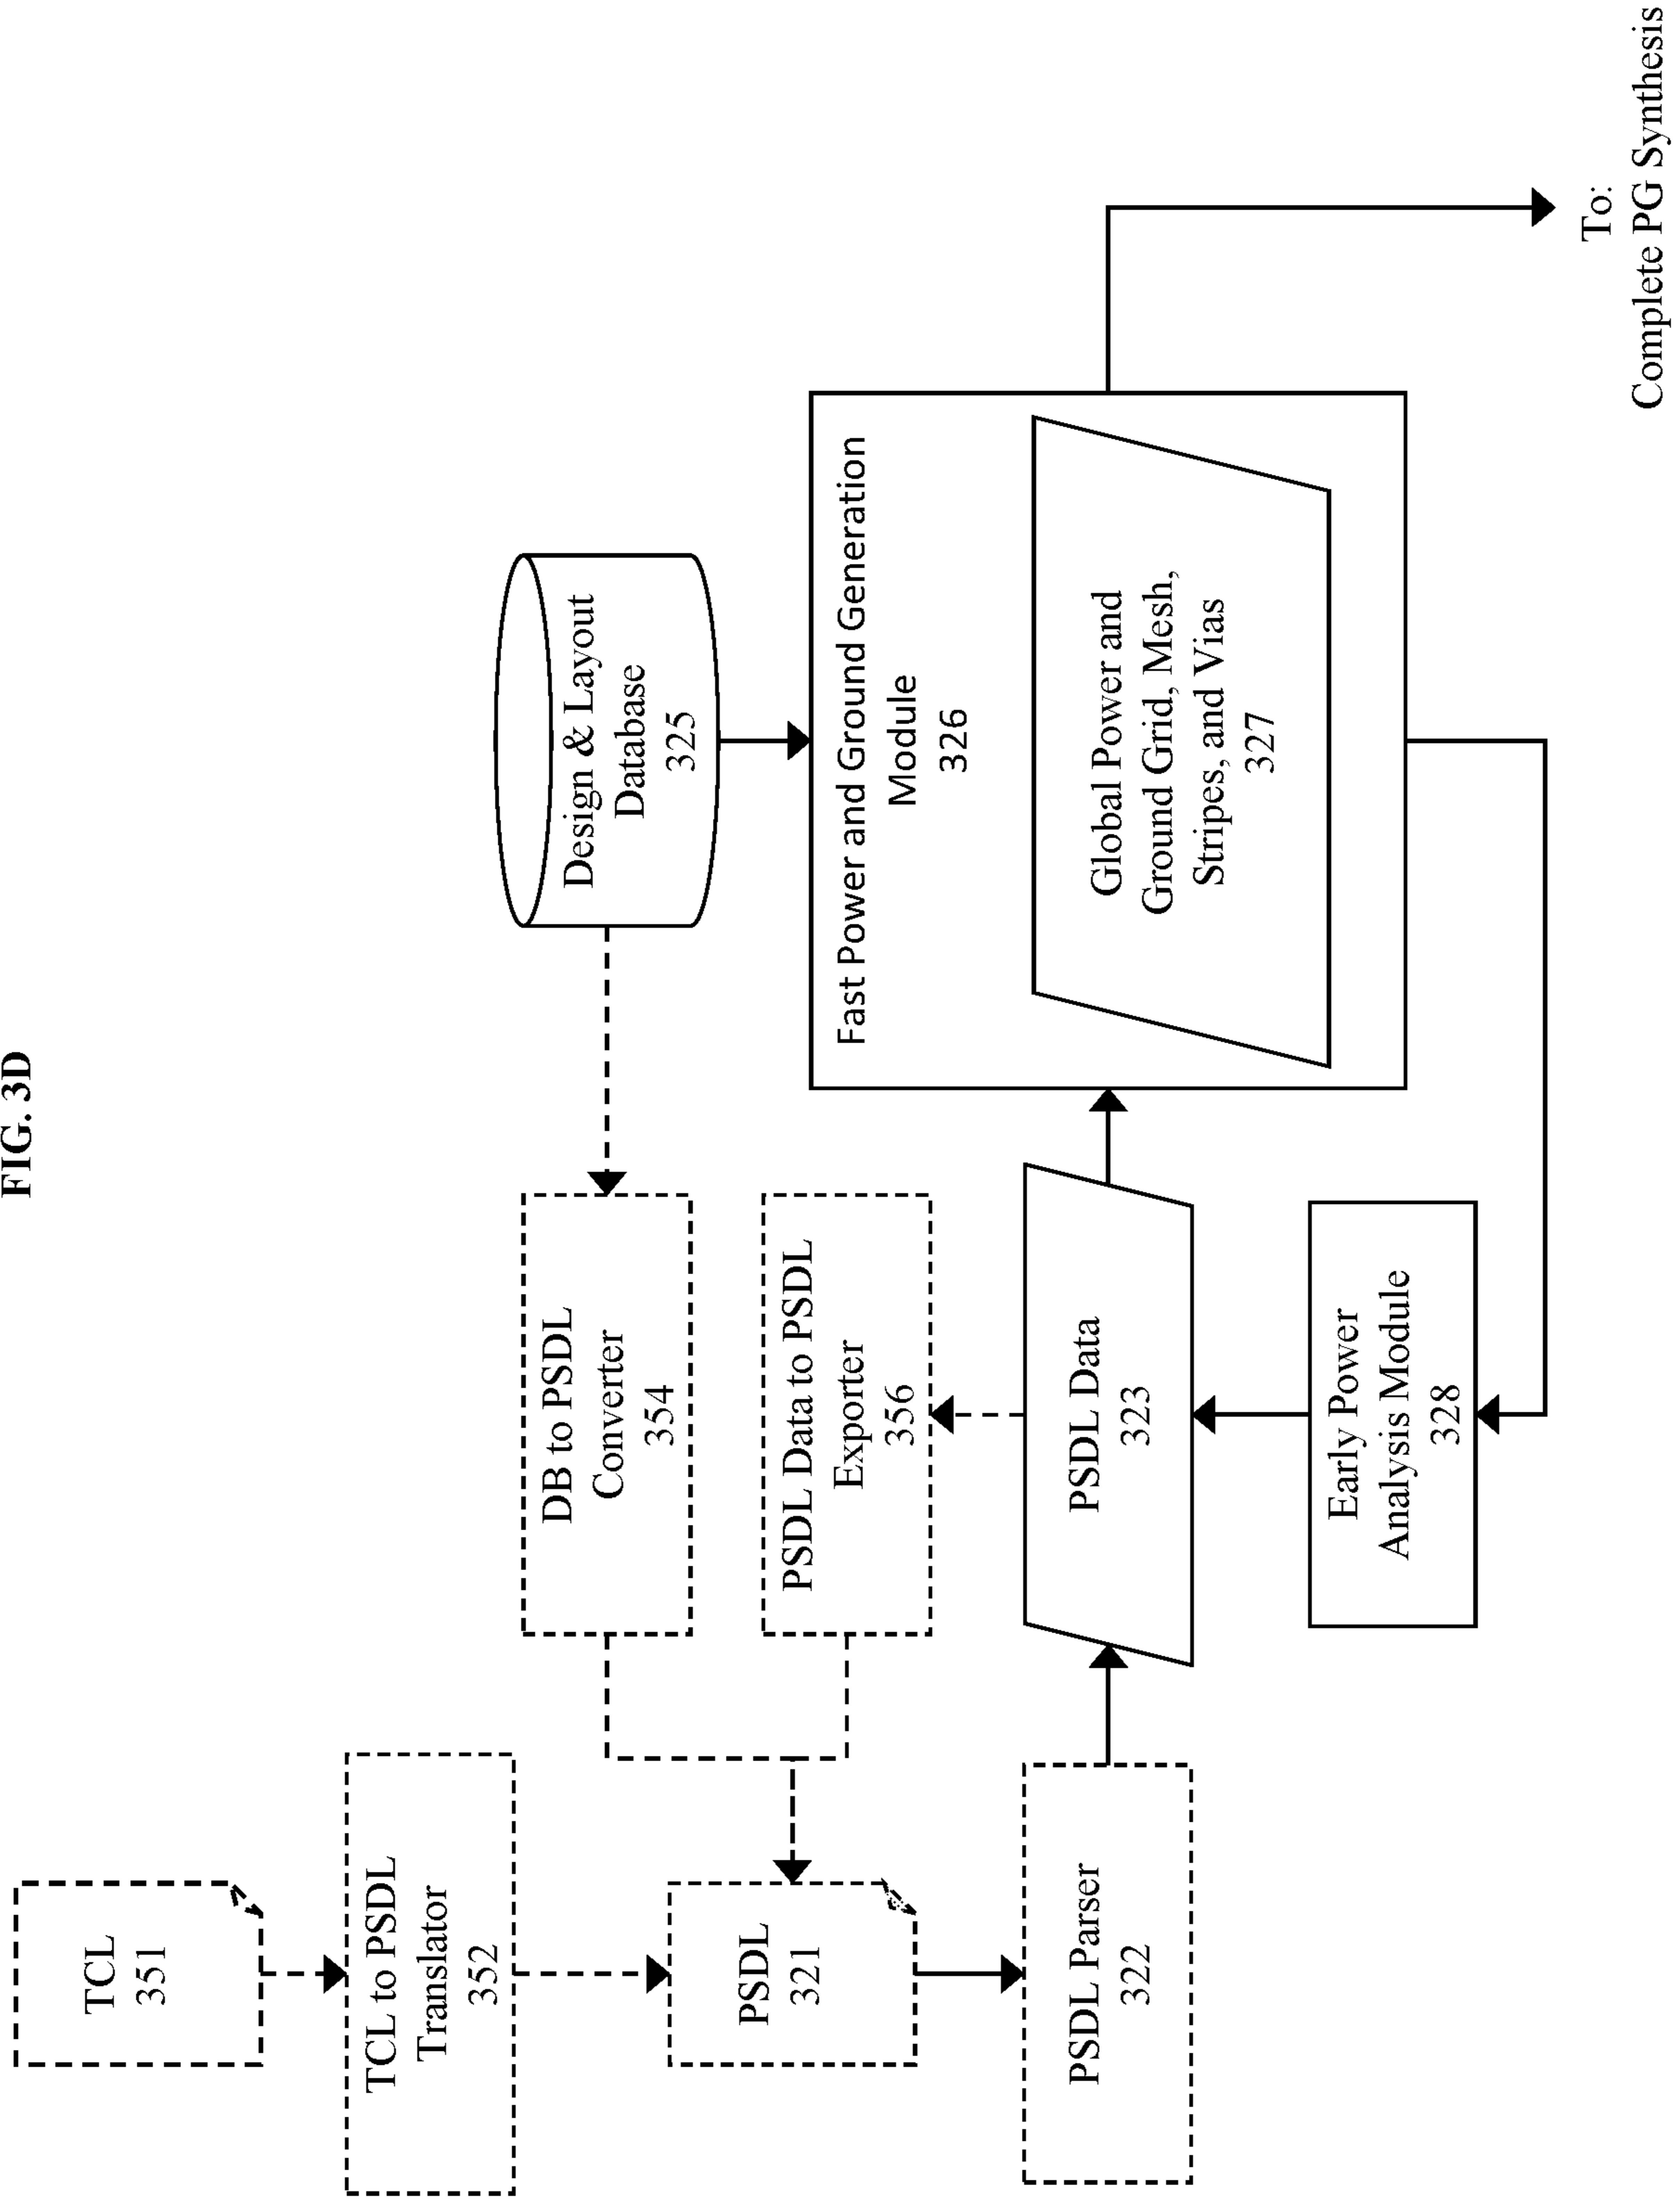 FIG. 3D
TCL
351
TCL to PSDL
Translator
352
PSDL
321
PSDL Parser
322
DB to PSDL
Converter
354
PSDL Data to PSDL
Exporter
356
PSDL Data
323
Early Power
Analysis Module
328
Design & Layout
Database
325
Fast Power and Ground Generation
Module
326
Global Power and
Ground Grid, Mesh,
Stripes, and Vias
327
To:
Complete PG Synthesis